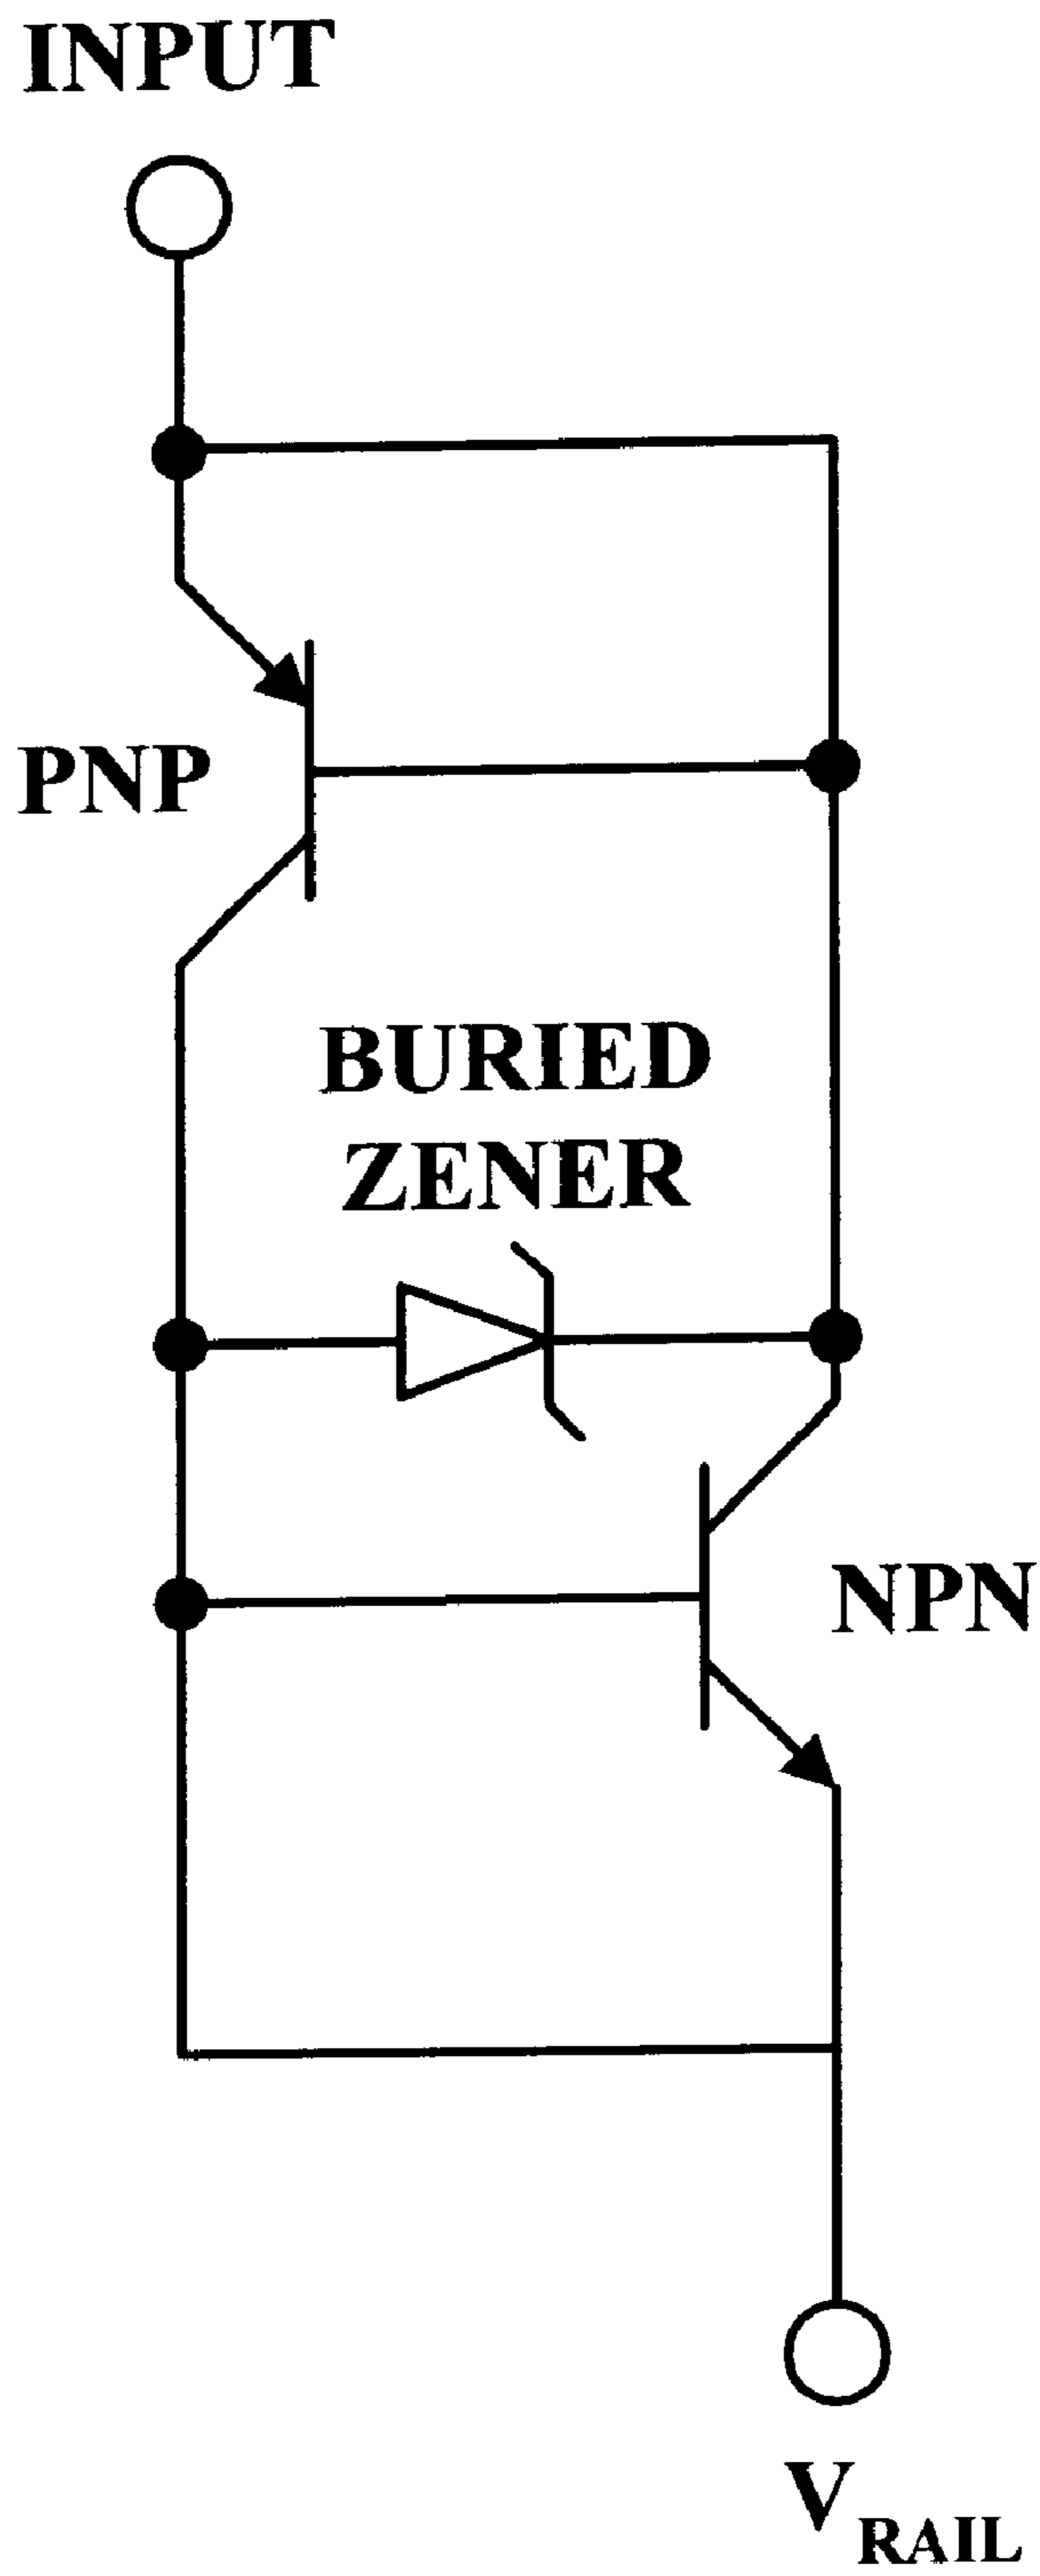 INPUT
PNP
BURIED
ZENER
NPN
VRAIL